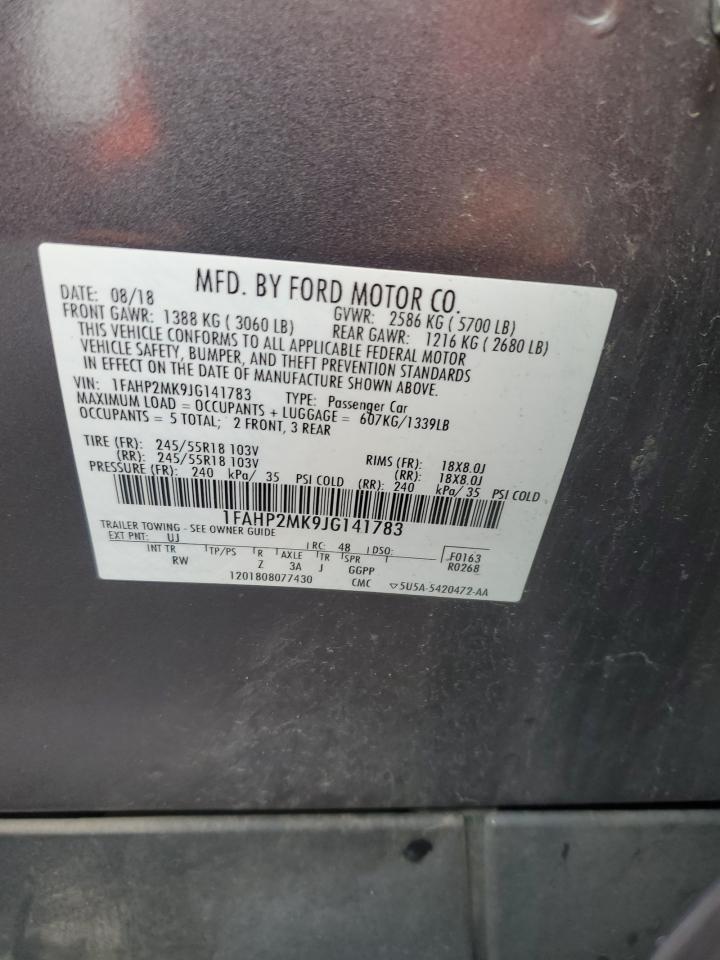 MFD. BY FORD MOTOR CO.
DATE: 08/18 GVWR: 2586 KG ( 5700 LB)
FRONT GAWR: 1388 KG ( 3060 LB) REAR GAWR: 1216 KG ( 2680 LB)
THIS VEHICLE CONFORMS TO ALL APPLICABLE FEDERAL MOTOR
VEHICLE SAFETY, BUMPER, AND THEFT PREVENTION STANDARDS
IN EFFECT ON THE DATE OF MANUFACTURE SHOWN ABOVE.
VIN: 1FAHP2MK9JG141783 TYPE: Passenger Car
MAXIMUM LOAD = OCCUPANTS + LUGGAGE = 607KG/1339LB
OCCUPANTS = 5 TOTAL; 2 FRONT, 3 REAR
TIRE (FR): 245/55R18 103V RIMS (FR): 18X8.0J
(RR): 245/55R18 103V (RR): 18X8.0J
PRESSURE (FR): 240 kPa/ 35 PSI COLD (RR): 240 kPa/ 35 PSI COLD
1FAHP2MK9JG141783
TRAILER TOWING - SEE OWNER GUIDE
EXT PNT: UJ RC: 48 DSO: F0163
INT TR TP/PS R AXLE TR SPR R0268
RW Z 3A J GGPP
1201808077430 CMC ▽5U5A-5420472-AA